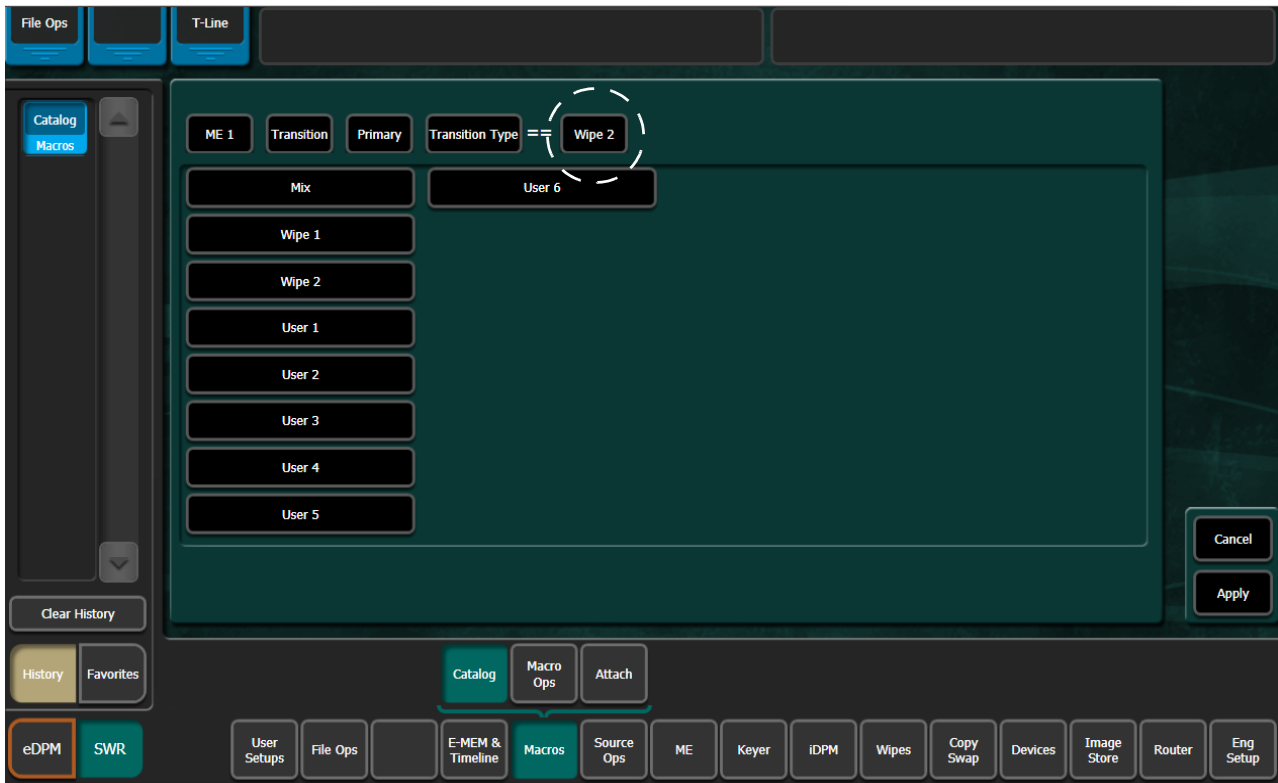 File Ops
T-Line
Catalog
Macros
ME 1 Transition Primary Transition Type == Wipe 2
Mix User 6
Wipe 1
Wipe 2
User 1
User 2
User 3
User 4
User 5
Cancel
Apply
Clear History
History Favorites
Catalog
Macro
Ops
Attach
eDPM SWR
User
Setups
File Ops
E-MEM &
Timeline
Macros
Source
Ops
ME
Keyer
iDPM
Wipes
Copy
Swap
Devices
Image
Store
Router
Eng
Setup